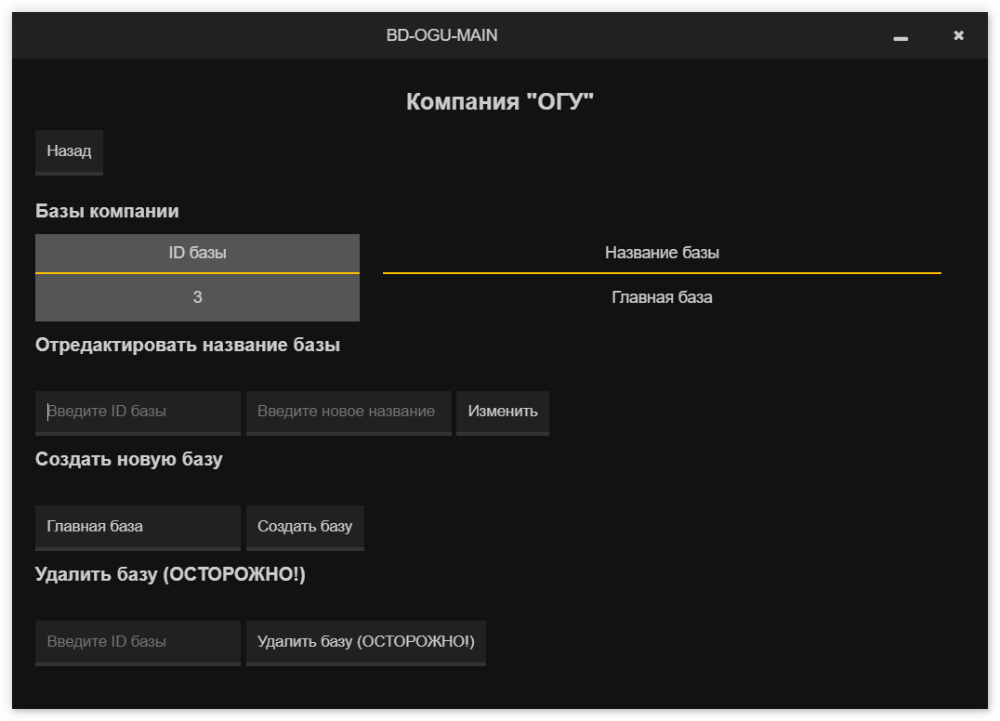 BD-OGU-MAIN
Компания "ОГУ"
Назад
Базы компании
ID базы Название базы
3 Главная база
Отредактировать название базы
Введите ID базы Введите новое название Изменить
Создать новую базу
Главная база Создать базу
Удалить базу (ОСТОРОЖНО!)
Введите ID базы Удалить базу (ОСТОРОЖНО!)